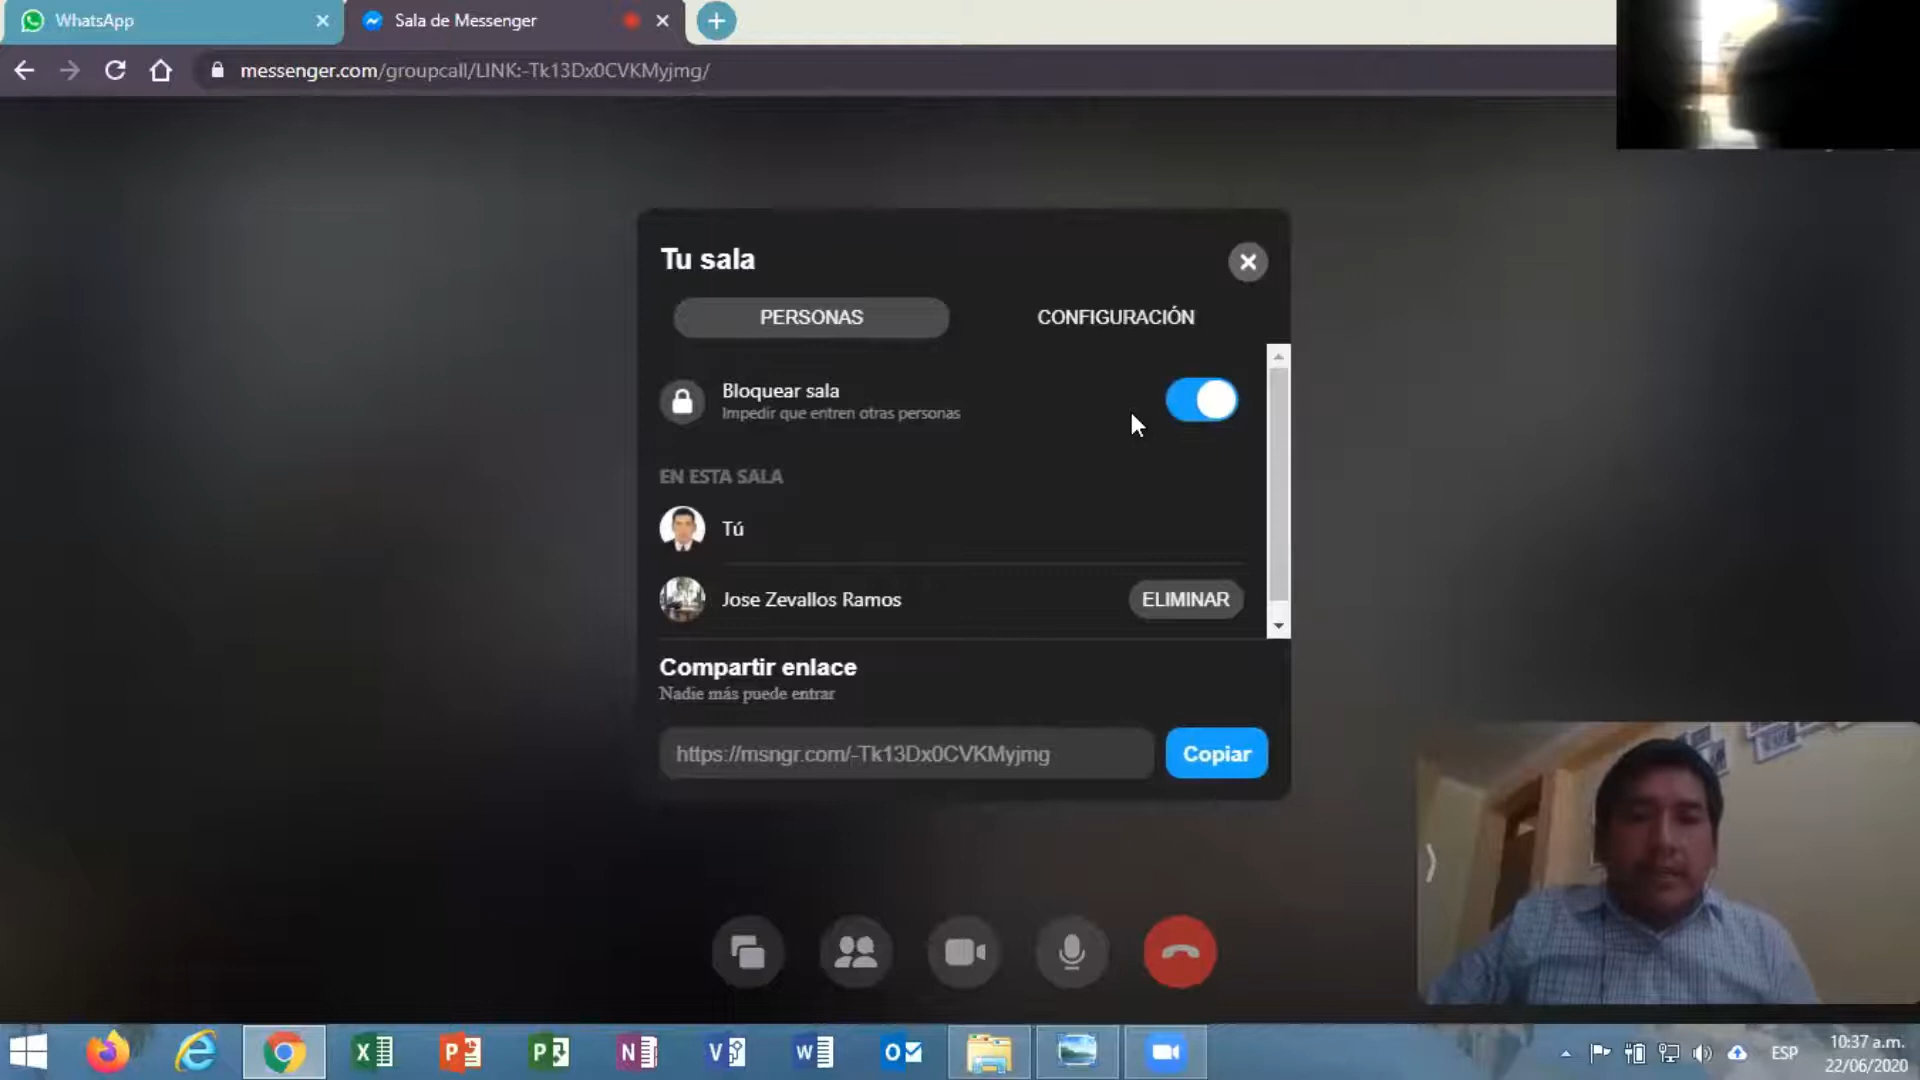 WhatsApp
Sala de Messenger
messenger.com/groupcall/LINK:-Tk13Dx0CVKMyjmg/
Tu sala
PERSONAS
CONFIGURACIÓN
Bloquear sala
Impedir que entren otras personas
EN ESTA SALA
Tú
Jose Zevallos Ramos
ELIMINAR
Compartir enlace
Nadie más puede entrar
https://msngr.com/-Tk13Dx0CVKMyjmg
Copiar
ESP
10:37 a.m.
22/06/2020